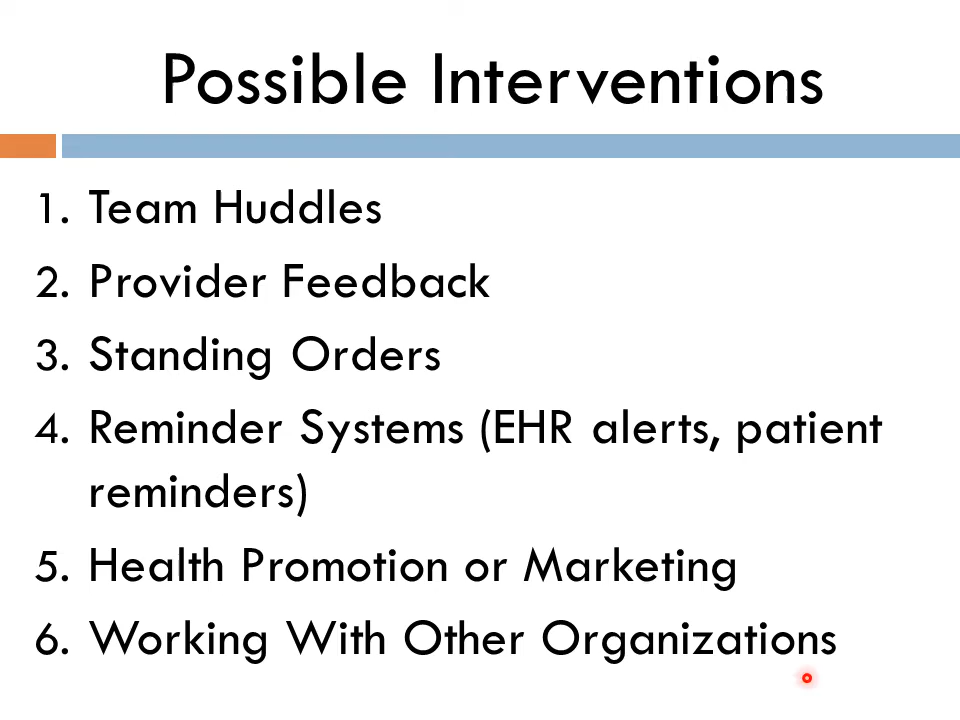 Possible Interventions
1. Team Huddles
2. Provider Feedback
3. Standing Orders
4. Reminder Systems (EHR alerts, patient
reminders)
5. Health Promotion or Marketing
6. Working With Other Organizations